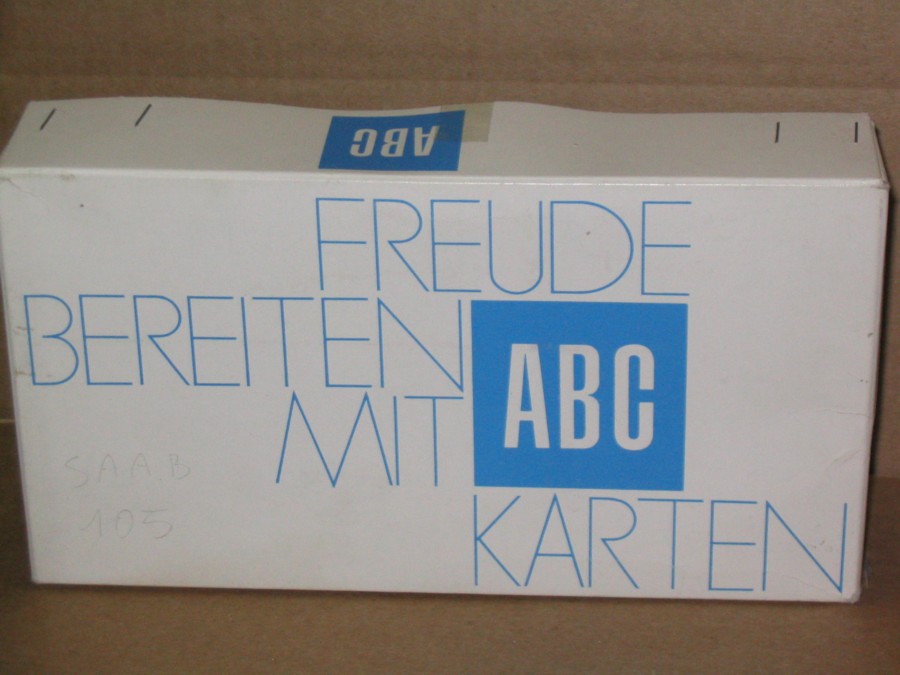 ABC
FREUDE
BEREITEN
ABC
MIT
KARTEN
SAAB
105